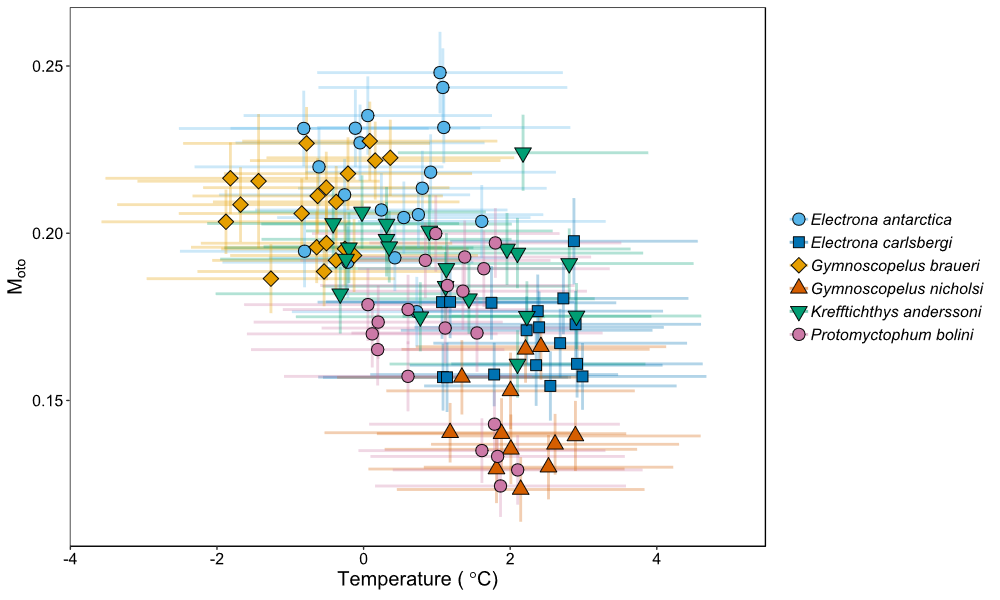 0.25
0.20
0.15
Moto
-4
-2
0
2
4
Temperature ( °C)
Electrona antarctica
Electrona carlsbergi
Gymnoscopelus braueri
Gymnoscopelus nicholsi
Krefftichthys anderssoni
Protomyctophum bolini